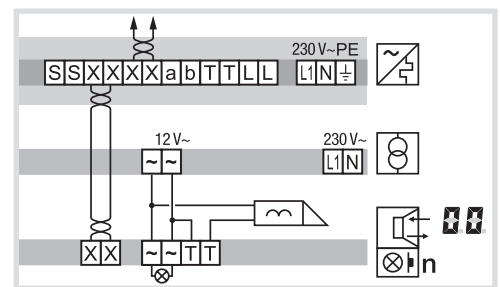 230 V~PE
S S X X X X a b T T L L L1 N
12 V~ 230 V~
~ ~ L1 N
00
X X ~ ~ T T n